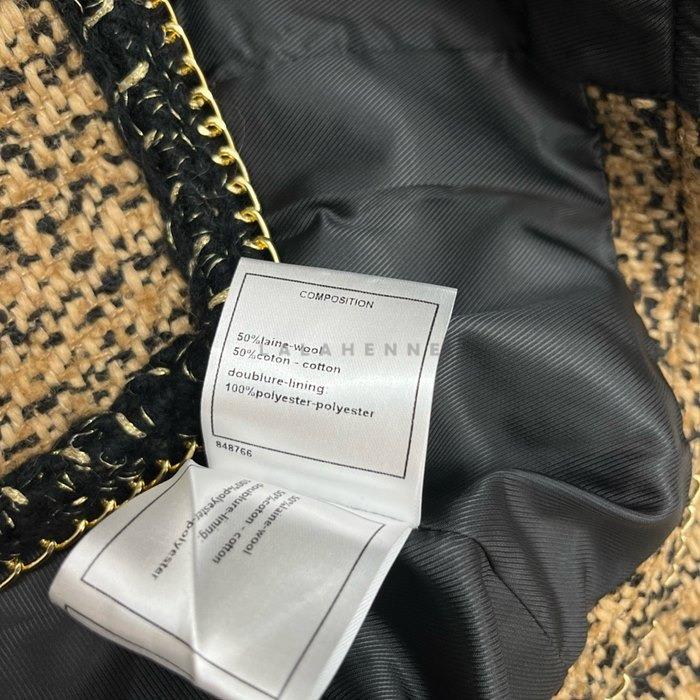 COMPOSITION
50%laine-wool
50%coton - cotton
doublure-lining:
100%polyester-polyester
848766
LALAHENNE
50%laine-wool
50%coton - cotton
doublure-lining
100%polyester-polyester